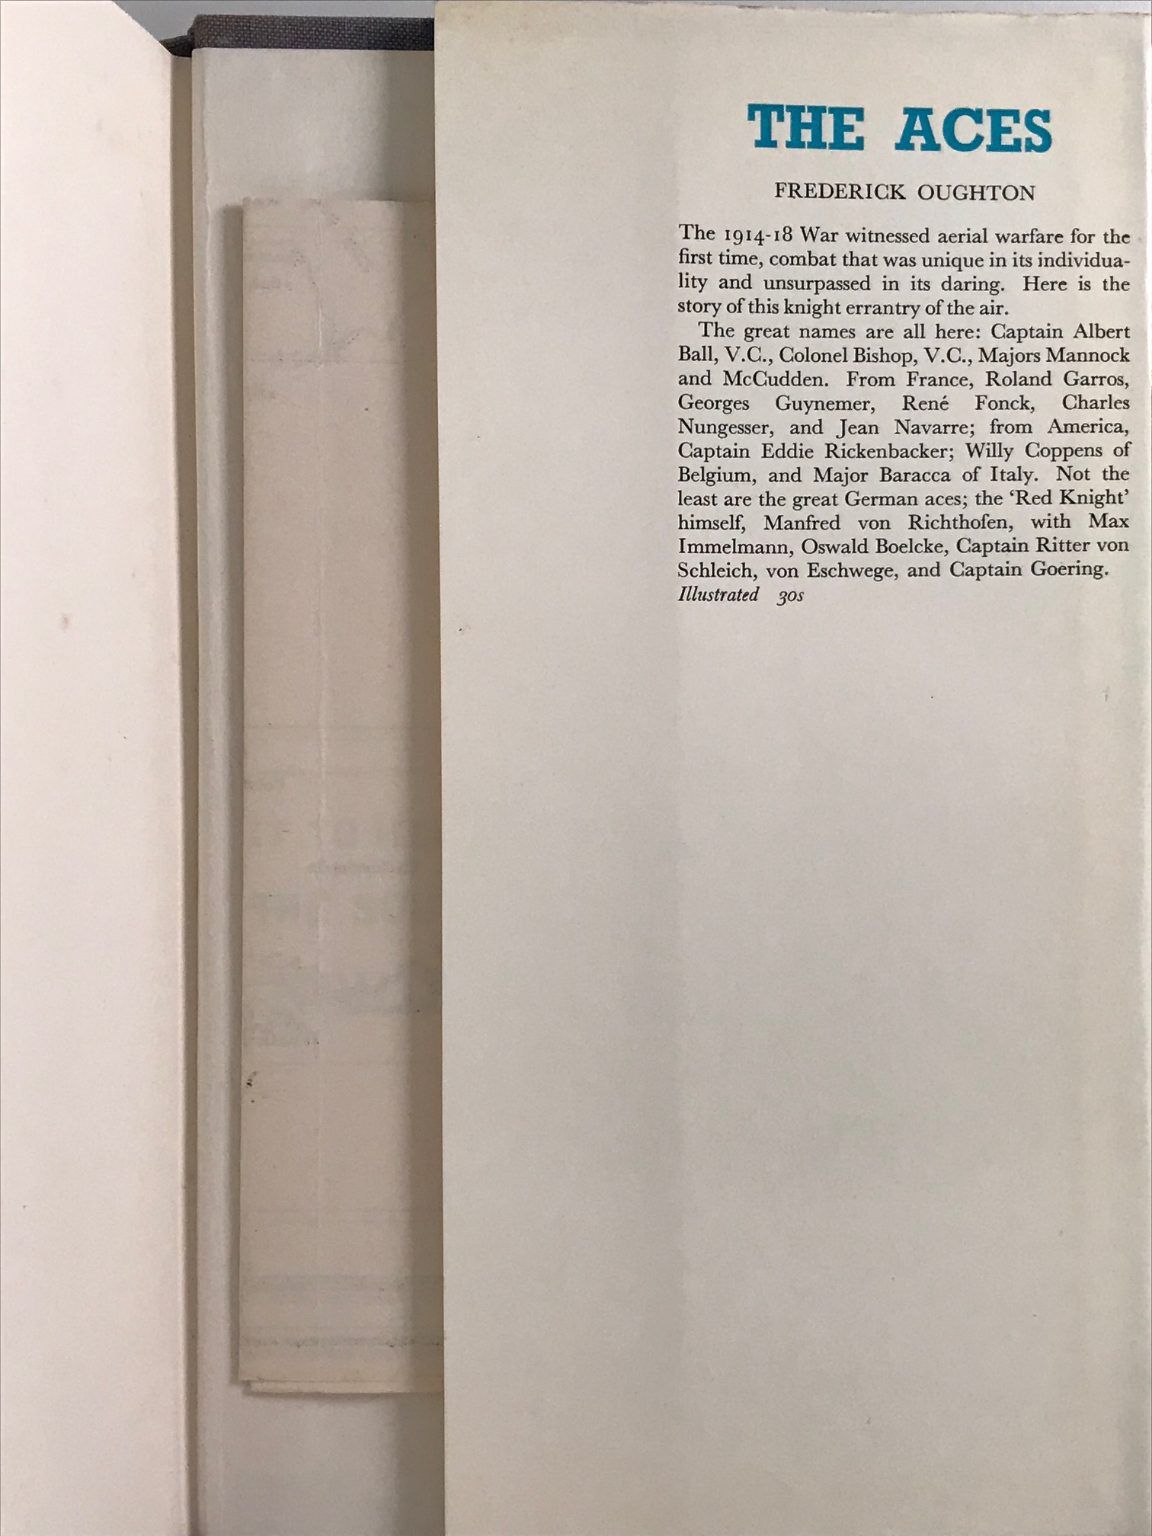 THE ACES
FREDERICK OUGHTON
The 1914-18 War witnessed aerial warfare for the
first time, combat that was unique in its individua-
lity and unsurpassed in its daring. Here is the
story of this knight errantry of the air.
The great names are all here: Captain Albert
Ball, V.C., Colonel Bishop, V.C., Majors Mannock
and McCudden. From France, Roland Garros,
Georges Guynemer, René Fonck, Charles
Nungesser, and Jean Navarre; from America,
Captain Eddie Rickenbacker; Willy Coppens of
Belgium, and Major Baracca of Italy. Not the
least are the great German aces; the ‘Red Knight’
himself, Manfred von Richthofen, with Max
Immelmann, Oswald Boelcke, Captain Ritter von
Schleich, von Eschwege, and Captain Goering.
Illustrated 30s